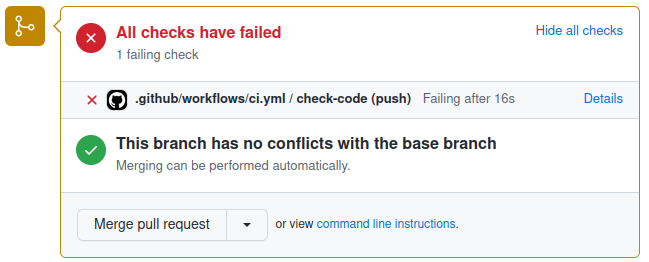 All checks have failed
Hide all checks
1 failing check
.github/workflows/ci.yml / check-code (push) Failing after 16s Details
This branch has no conflicts with the base branch
Merging can be performed automatically.
Merge pull request or view command line instructions.